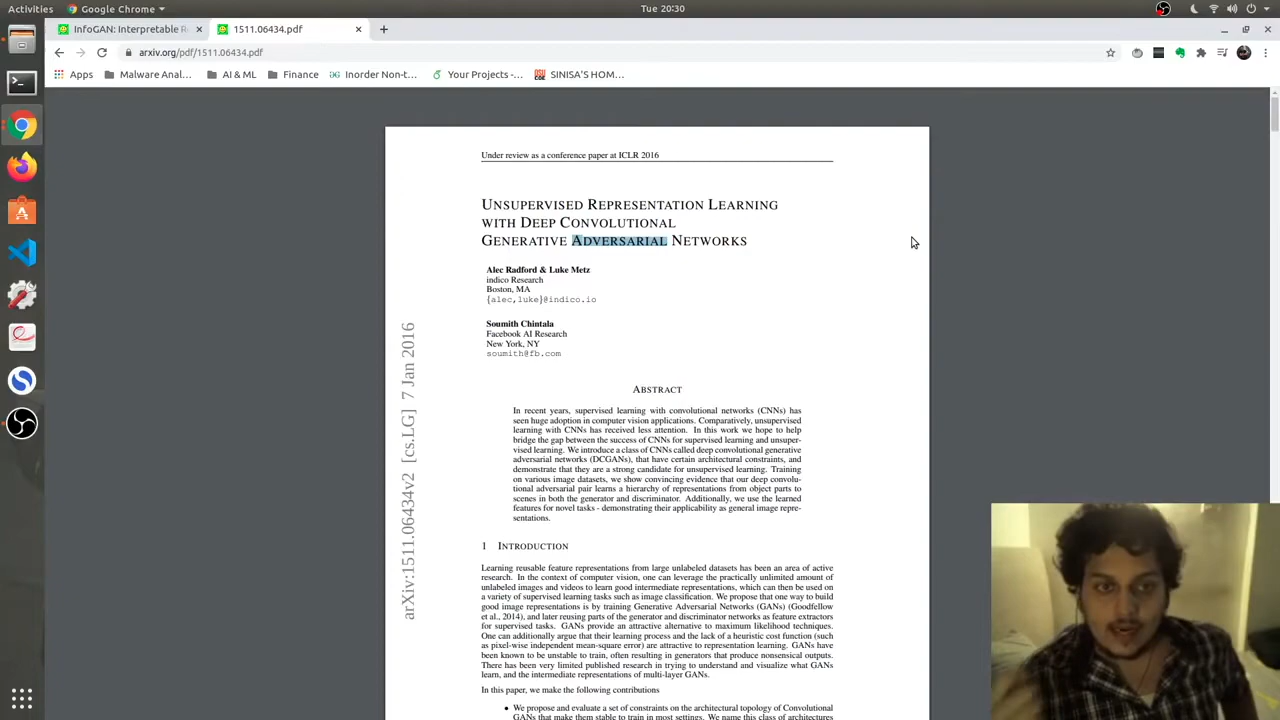 Activities
Google Chrome
Tue 20:30
InfoGAN: Interpretable R
1511.06434.pdf
arxiv.org/pdf/1511.06434.pdf
Apps
Malware Anal...
AI & ML
Finance
Inorder Non-t...
Your Projects -...
SINISA'S HOM...
Under review as a conference paper at ICLR 2016
UNSUPERVISED REPRESENTATION LEARNING
WITH DEEP CONVOLUTIONAL
GENERATIVE ADVERSARIAL NETWORKS
Alec Radford & Luke Metz
indico Research
Boston, MA
{alec,luke}@indico.io
Soumith Chintala
Facebook AI Research
New York, NY
soumith@fb.com
arXiv:1511.06434v2 [cs.LG] 7 Jan 2016
ABSTRACT
In recent years, supervised learning with convolutional networks (CNNs) has
seen huge adoption in computer vision applications. Comparatively, unsupervised
learning with CNNs has received less attention. In this work we hope to help
bridge the gap between the success of CNNs for supervised learning and unsuper-
vised learning. We introduce a class of CNNs called deep convolutional generative
adversarial networks (DCGANs), that have certain architectural constraints, and
demonstrate that they are a strong candidate for unsupervised learning. Training
on various image datasets, we show convincing evidence that our deep convolu-
tional adversarial pair learns a hierarchy of representations from object parts to
scenes in both the generator and discriminator. Additionally, we use the learned
features for novel tasks - demonstrating their applicability as general image repre-
sentations.
1 INTRODUCTION
Learning reusable feature representations from large unlabeled datasets has been an area of active
research. In the context of computer vision, one can leverage the practically unlimited amount of
unlabeled images and videos to learn good intermediate representations, which can then be used on
a variety of supervised learning tasks such as image classification. We propose that one way to build
good image representations is by training Generative Adversarial Networks (GANs) (Goodfellow
et al., 2014), and later reusing parts of the generator and discriminator networks as feature extractors
for supervised tasks. GANs provide an attractive alternative to maximum likelihood techniques.
One can additionally argue that their learning process and the lack of a heuristic cost function (such
as pixel-wise independent mean-square error) are attractive to representation learning. GANs have
been known to be unstable to train, often resulting in generators that produce nonsensical outputs.
There has been very limited published research in trying to understand and visualize what GANs
learn, and the intermediate representations of multi-layer GANs.
In this paper, we make the following contributions
• We propose and evaluate a set of constraints on the architectural topology of Convolutional
GANs that make them stable to train in most settings. We name this class of architectures